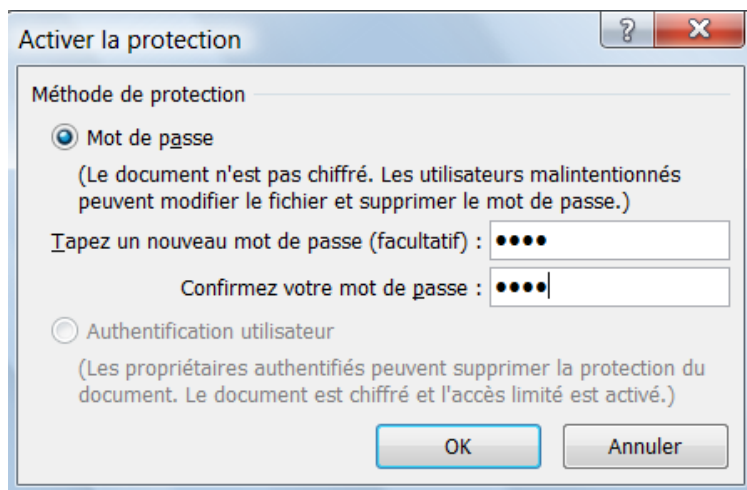 Activer la protection
Méthode de protection
Mot de passe
(Le document n'est pas chiffré. Les utilisateurs malintentionnés
peuvent modifier le fichier et supprimer le mot de passe.)
Tapez un nouveau mot de passe (facultatif) : ••••
Confirmez votre mot de passe : ••••
Authentification utilisateur
(Les propriétaires authentifiés peuvent supprimer la protection du
document. Le document est chiffré et l'accès limité est activé.)
OK Annuler